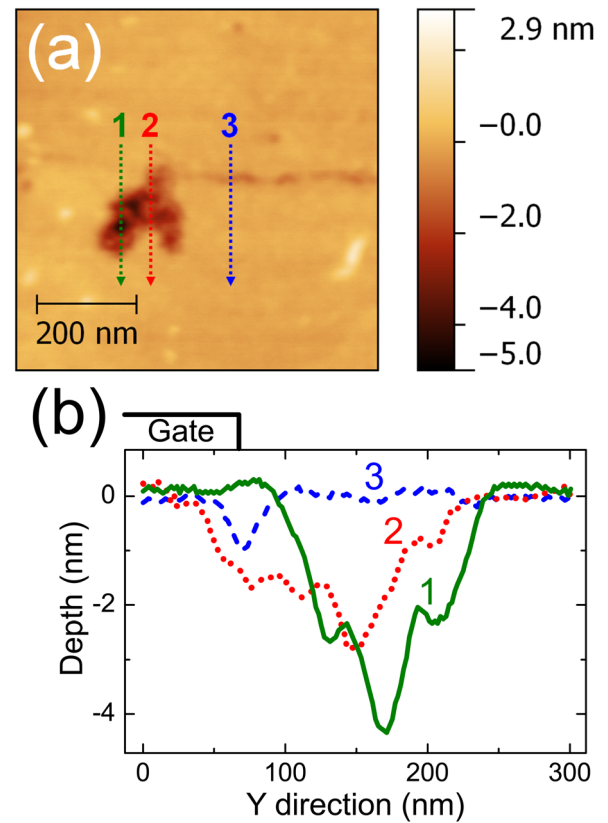 (a)
1 2 3
200 nm
2.9 nm
−0.0
−2.0
−4.0
−5.0
(b)
Gate
3
2
1
0
−2
−4
Depth (nm)
0 100 200 300
Y direction (nm)